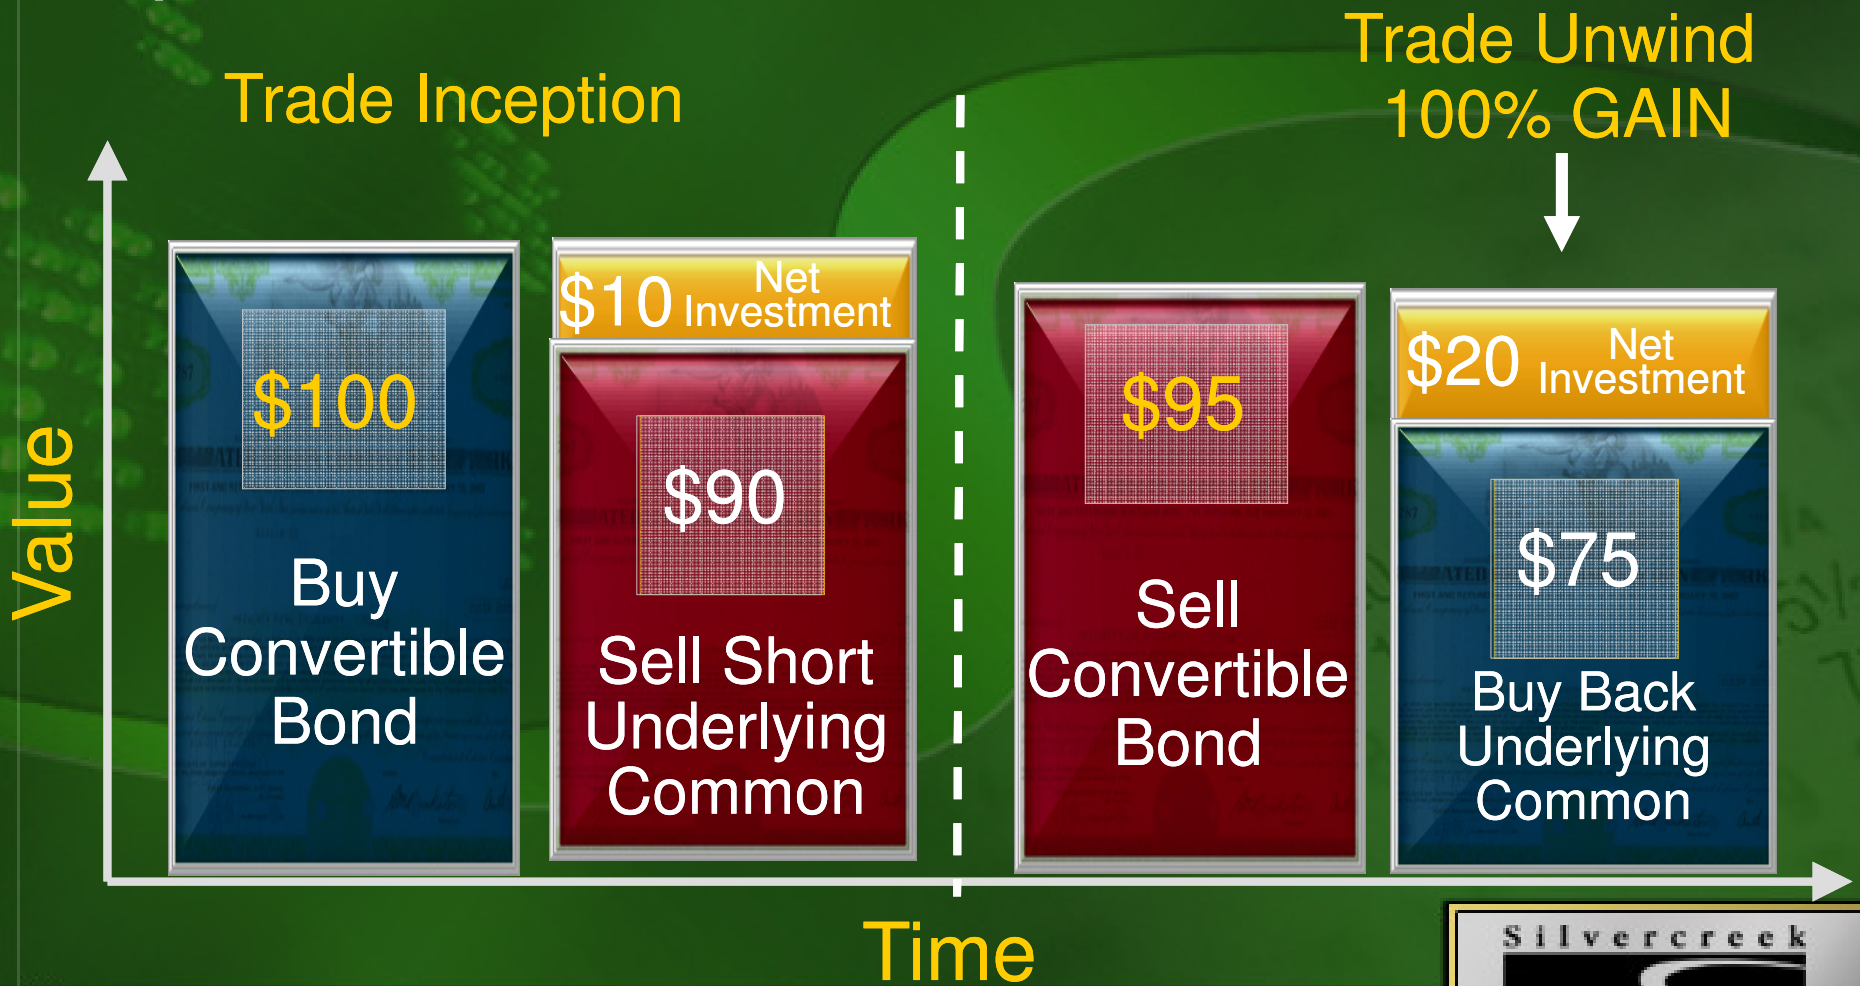 Trade Inception
Trade Unwind
100% GAIN
Value
$100
Buy
Convertible
Bond
$10 Net
Investment
$90
Sell Short
Underlying
Common
$95
Sell
Convertible
Bond
$20 Net
Investment
$75
Buy Back
Underlying
Common
Time
Silvercreek